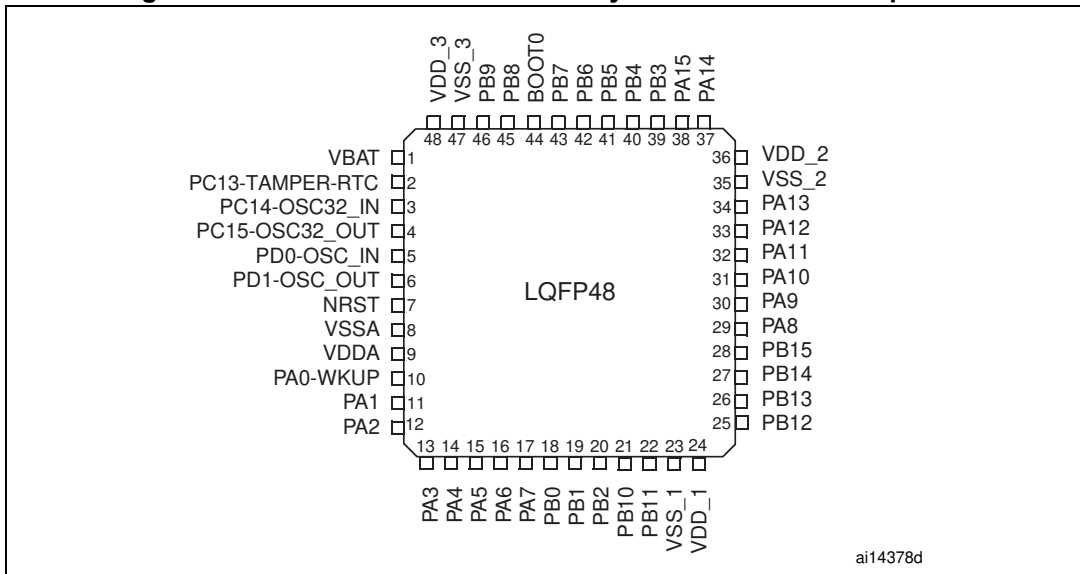 VDD_3
VSS_3
PB9
PB8
BOOT0
PB7
PB6
PB5
PB4
PB3
PA15
PA14
48 47 46 45 44 43 42 41 40 39 38 37
VBAT 1
PC13-TAMPER-RTC 2
PC14-OSC32_IN 3
PC15-OSC32_OUT 4
PD0-OSC_IN 5
PD1-OSC_OUT 6
NRST 7
VSSA 8
VDDA 9
PA0-WKUP 10
PA1 11
PA2 12
LQFP48
36 VDD_2
35 VSS_2
34 PA13
33 PA12
32 PA11
31 PA10
30 PA9
29 PA8
28 PB15
27 PB14
26 PB13
25 PB12
13 14 15 16 17 18 19 20 21 22 23 24
PA3
PA4
PA5
PA6
PA7
PB0
PB1
PB2
PB10
PB11
VSS_1
VDD_1
ai14378d